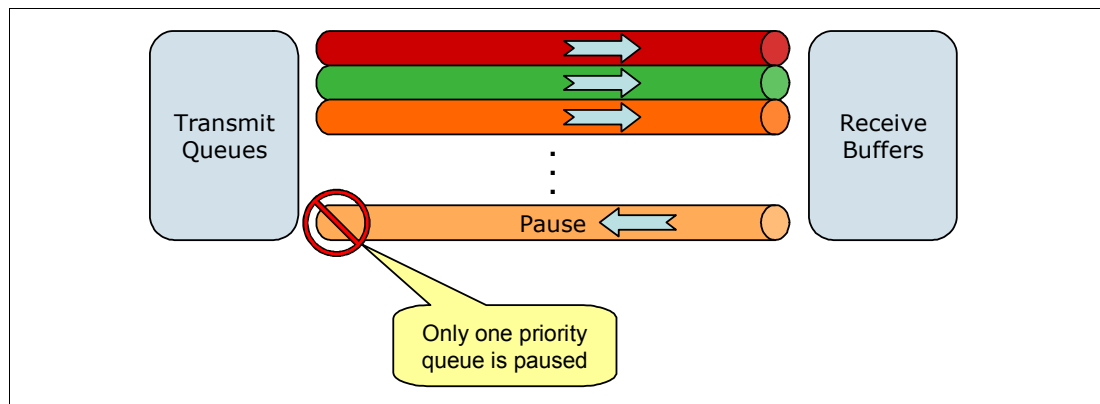 Transmit
Queues
Receive
Buffers
Pause
Only one priority
queue is paused